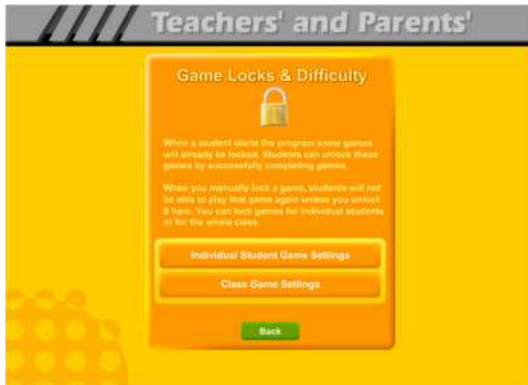 Teachers' and Parents'
Game Locks & Difficulty
When a student starts the program some games
will already be locked. Students can unlock these
games by successfully completing games.
When you manually lock a game, students will not
be able to play that game again unless you unlock
it here. You can lock games for individual students
or for the whole class.
Individual Student Game Settings
Class Game Settings
Back